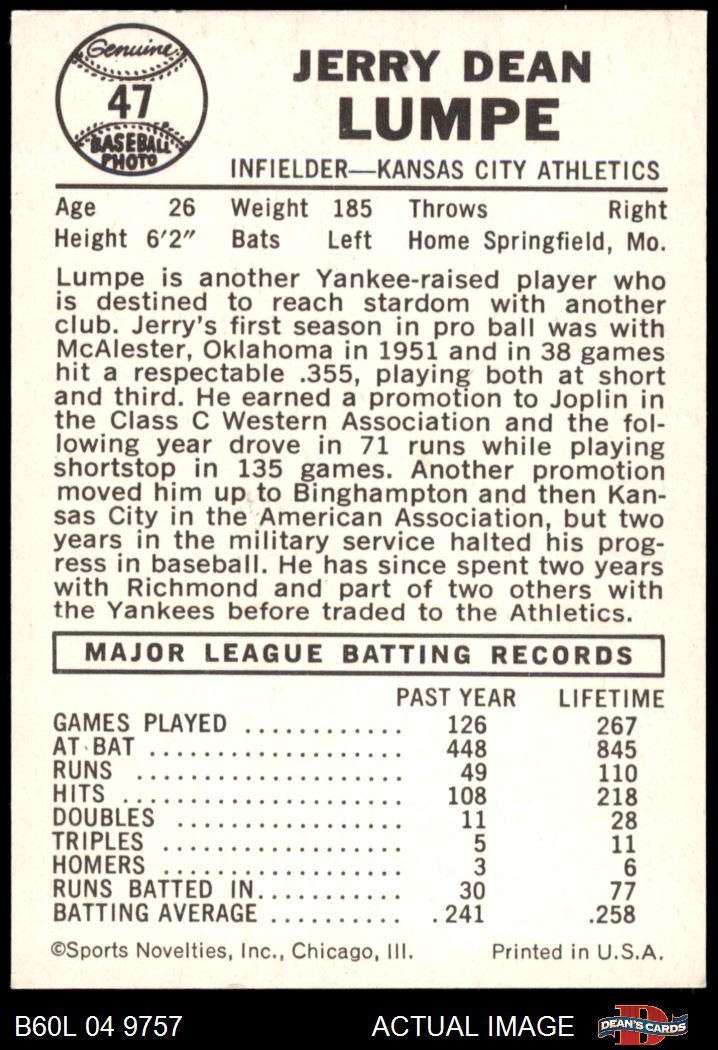 Genuine
47
BASEBALL
PHOTO
JERRY DEAN
LUMPE
INFIELDER—KANSAS CITY ATHLETICS
Age 26 Weight 185 Throws Right
Height 6'2" Bats Left Home Springfield, Mo.
Lumpe is another Yankee-raised player who
is destined to reach stardom with another
club. Jerry's first season in pro ball was with
McAlester, Oklahoma in 1951 and in 38 games
hit a respectable .355, playing both at short
and third. He earned a promotion to Joplin in
the Class C Western Association and the fol-
lowing year drove in 71 runs while playing
shortstop in 135 games. Another promotion
moved him up to Binghampton and then Kan-
sas City in the American Association, but two
years in the military service halted his prog-
ress in baseball. He has since spent two years
with Richmond and part of two others with
the Yankees before traded to the Athletics.
MAJOR LEAGUE BATTING RECORDS
PAST YEAR LIFETIME
GAMES PLAYED ............ 126 267
AT BAT .................... 448 845
RUNS ..................... 49 110
HITS ...................... 108 218
DOUBLES ................. 11 28
TRIPLES .................. 5 11
HOMERS .................. 3 6
RUNS BATTED IN........... 30 77
BATTING AVERAGE .......... .241 .258
©Sports Novelties, Inc., Chicago, Ill. Printed in U.S.A.
B60L 04 9757 ACTUAL IMAGE DEAN'S CARDS